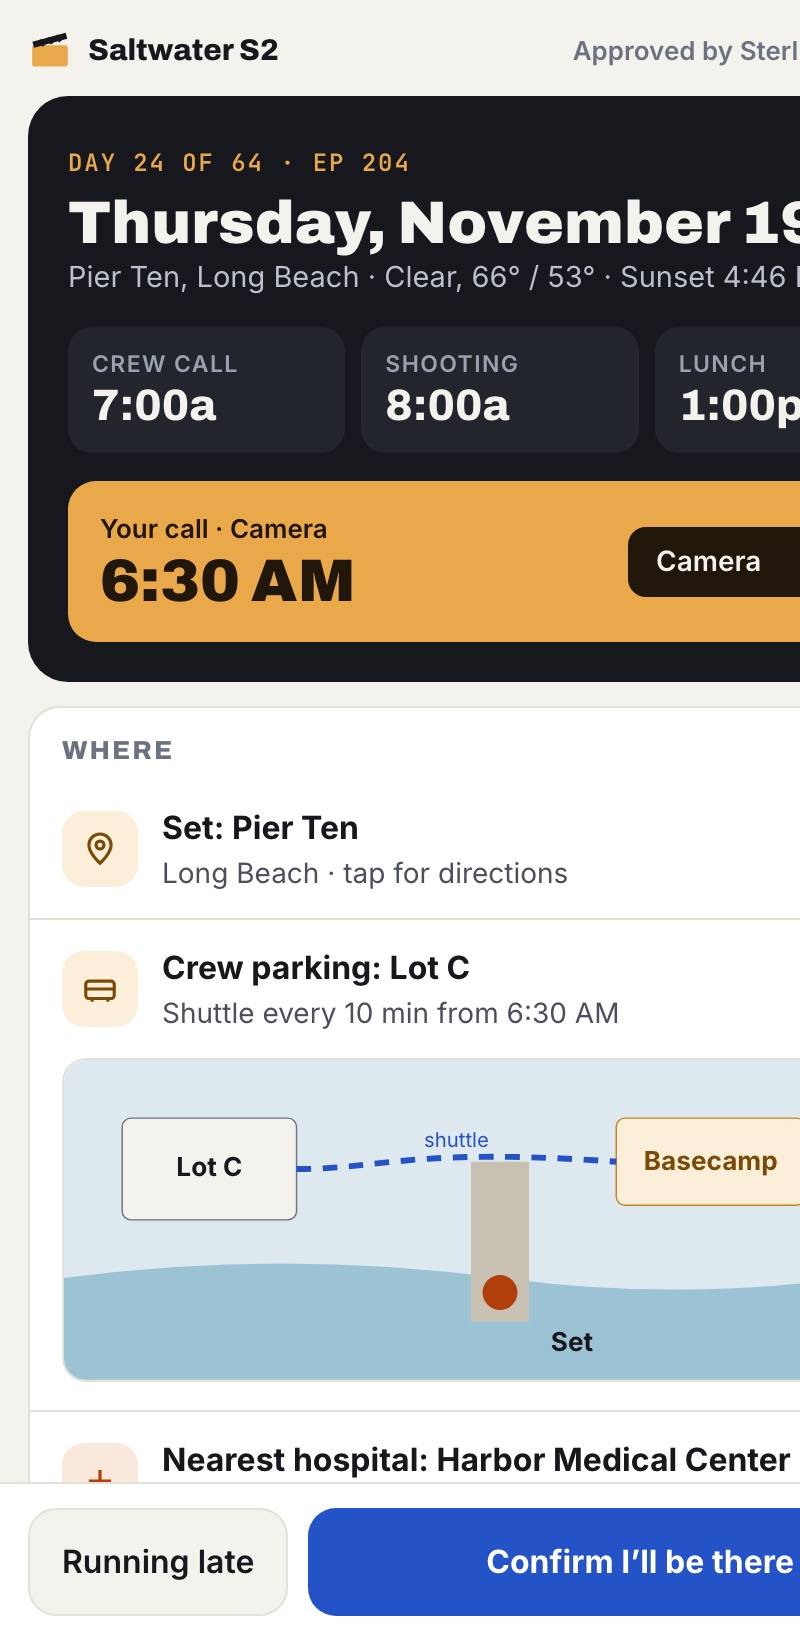 Saltwater S2
Approved by Sterl
DAY 24 OF 64 · EP 204
Thursday, November 19
Pier Ten, Long Beach · Clear, 66° / 53° · Sunset 4:46
CREW CALL
7:00a
SHOOTING
8:00a
LUNCH
1:00p
Your call · Camera
6:30 AM
Camera
WHERE
Set: Pier Ten
Long Beach · tap for directions
Crew parking: Lot C
Shuttle every 10 min from 6:30 AM
shuttle
Lot C
Basecamp
Set
Nearest hospital: Harbor Medical Center
Running late
Confirm I’ll be there